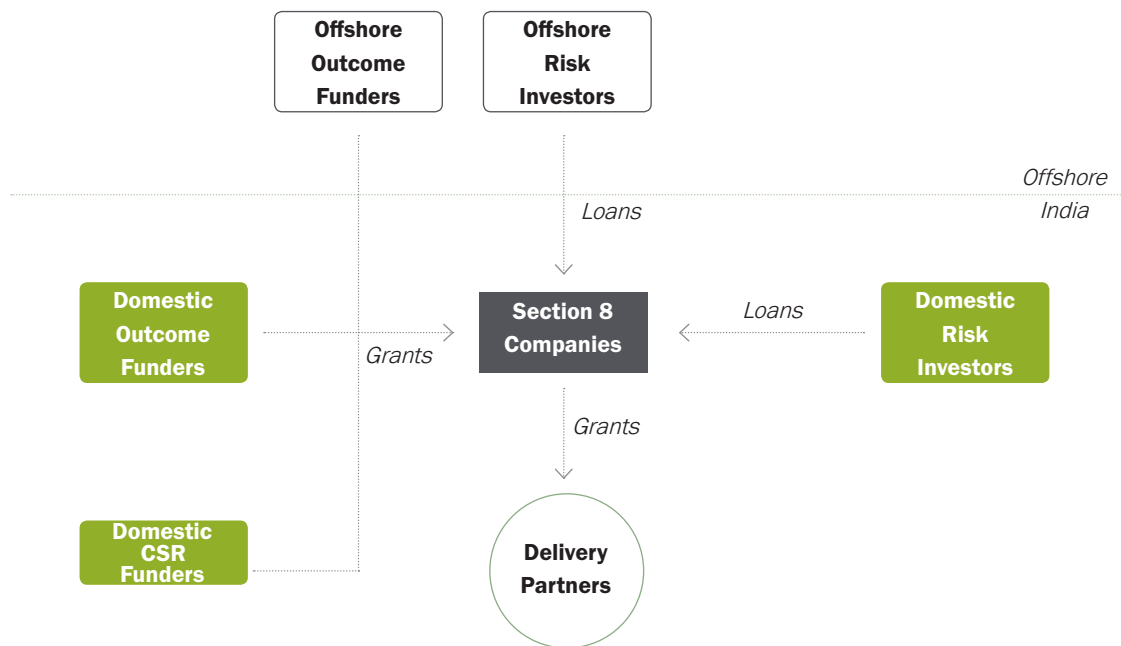 Offshore
Outcome
Funders
Offshore
Risk
Investors
Offshore
India
Loans
Domestic
Outcome
Funders
Grants
Section 8
Companies
Loans
Domestic
Risk
Investors
Grants
Domestic
CSR
Funders
Delivery
Partners